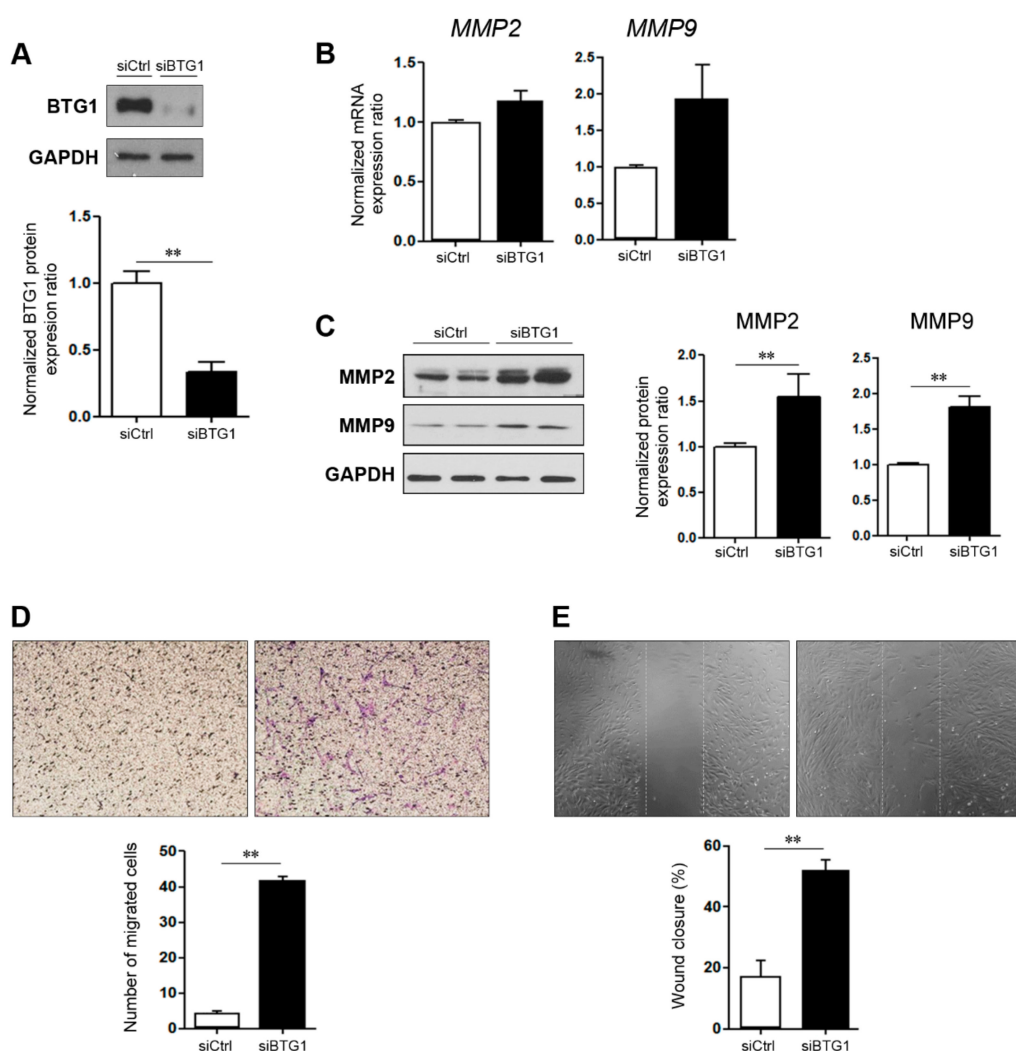 A
siCtrl siBTG1
BTG1
GAPDH
Normalized BTG1 protein
expresion ratio
1.5
1.0
0.5
0.0
**
siCtrl siBTG1
B
MMP2
Normalized mRNA
expression ratio
1.5
1.0
0.5
0.0
siCtrl siBTG1
MMP9
2.5
2.0
1.5
1.0
0.5
0.0
siCtrl siBTG1
C
siCtrl siBTG1
MMP2
MMP9
GAPDH
MMP2
Normalized protein
expression ratio
2.0
1.5
1.0
0.5
0.0
**
siCtrl siBTG1
MMP9
2.5
2.0
1.5
1.0
0.5
0.0
**
siCtrl siBTG1
D
Number of migrated cells
50
40
30
20
10
0
**
siCtrl siBTG1
E
Wound closure (%)
60
40
20
0
**
siCtrl siBTG1